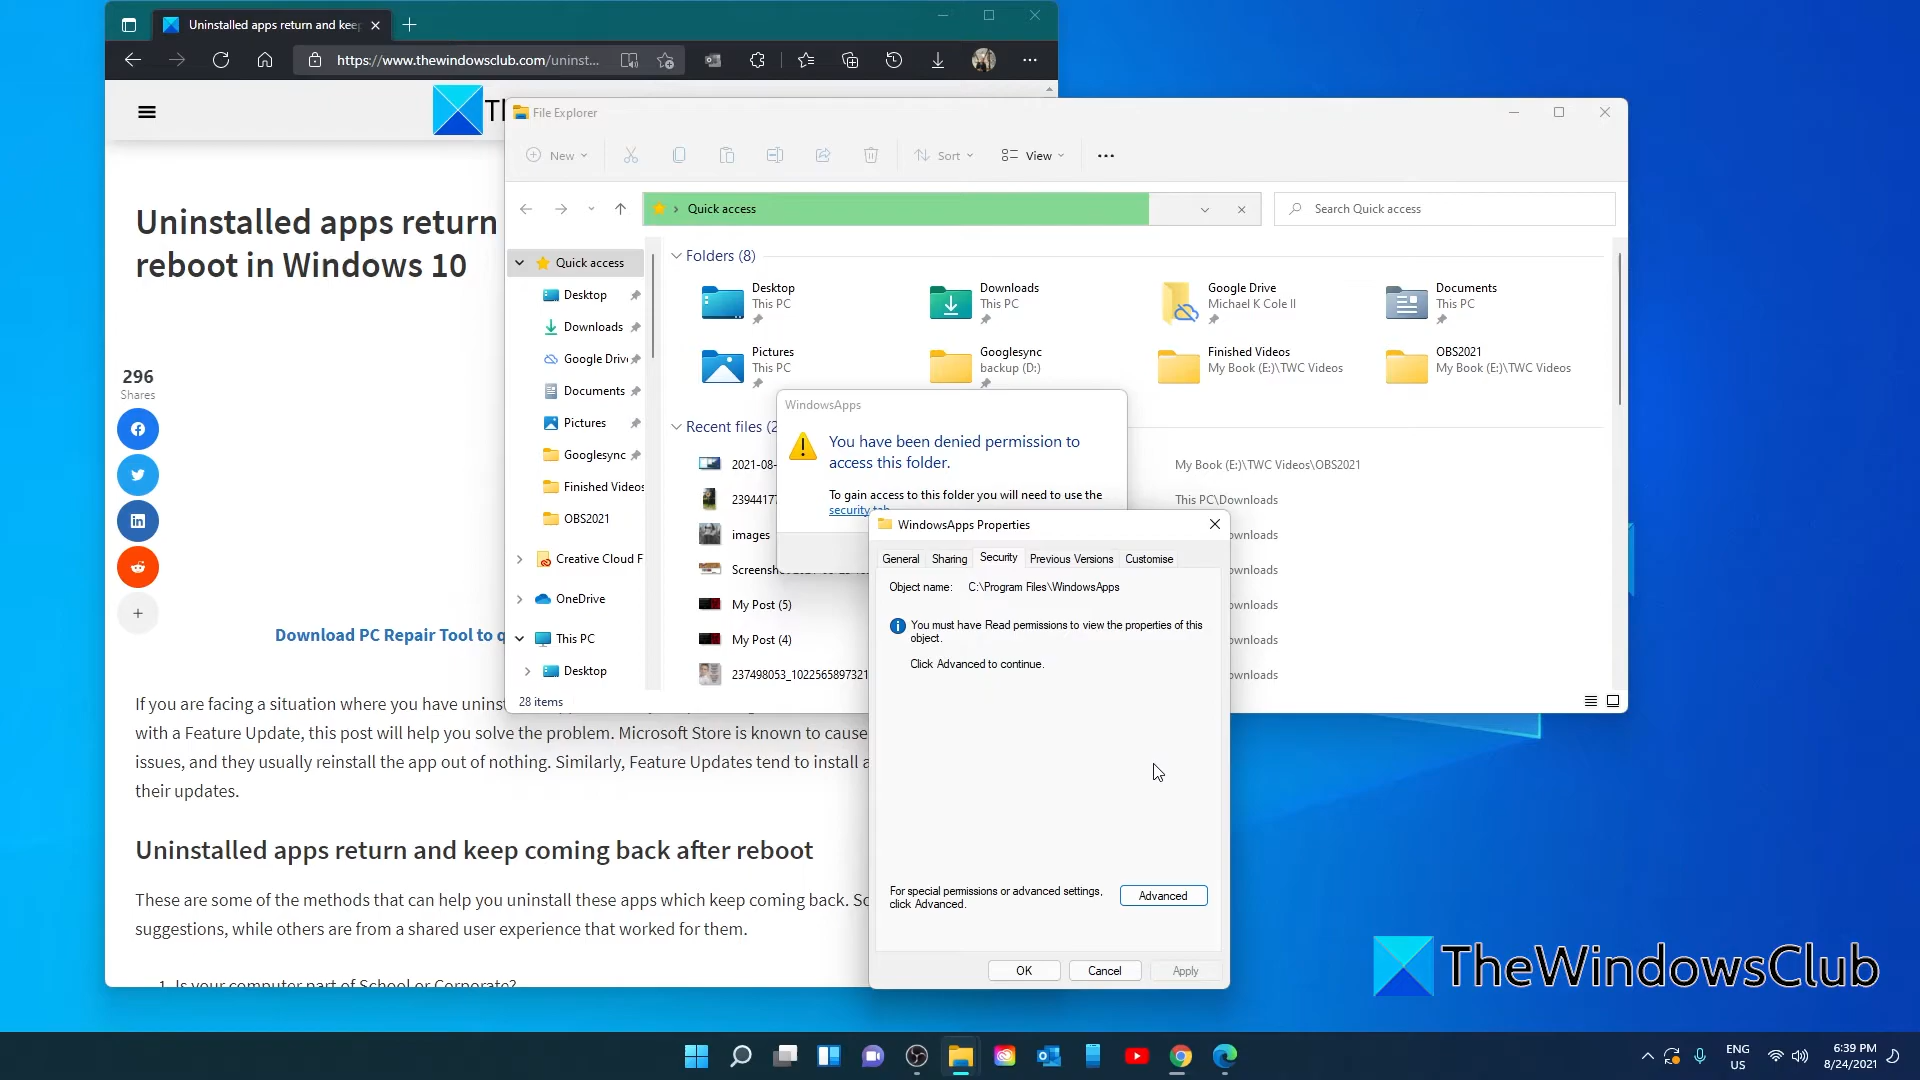 Uninstalled apps return and keep
https://www.thewindowsclub.com/uninst...
File Explorer
New
Sort
View
Quick access
Search Quick access
Uninstalled apps return
reboot in Windows 10
296
Shares
Download PC Repair Tool to q
If you are facing a situation where you have uninst
with a Feature Update, this post will help you solve the problem. Microsoft Store is known to cause
issues, and they usually reinstall the app out of nothing. Similarly, Feature Updates tend to install a
their updates.
Uninstalled apps return and keep coming back after reboot
These are some of the methods that can help you uninstall these apps which keep coming back. So
suggestions, while others are from a shared user experience that worked for them.
1. Is your computer part of School or Corporate?
Quick access
Desktop
Downloads
Google Driv
Documents
Pictures
Googlesync
Finished Videos
OBS2021
Creative Cloud F
OneDrive
This PC
Desktop
28 items
Folders (8)
Desktop
This PC
Downloads
This PC
Google Drive
Michael K Cole II
Documents
This PC
Pictures
This PC
Googlesync
backup (D:)
Finished Videos
My Book (E:)\TWC Videos
OBS2021
My Book (E:)\TWC Videos
Recent files (2
2021-08-
My Book (E:)\TWC Videos\OBS2021
23944177
This PC\Downloads
images
ownloads
Screensh
ownloads
My Post (5)
ownloads
My Post (4)
ownloads
237498053_1022565897321
ownloads
WindowsApps
You have been denied permission to
access this folder.
To gain access to this folder you will need to use the
security tab.
WindowsApps Properties
General
Sharing
Security
Previous Versions
Customise
Object name: C:\Program Files\WindowsApps
You must have Read permissions to view the properties of this
object.
Click Advanced to continue.
For special permissions or advanced settings,
click Advanced.
Advanced
OK
Cancel
Apply
TheWindowsClub
ENG
US
6:39 PM
8/24/2021